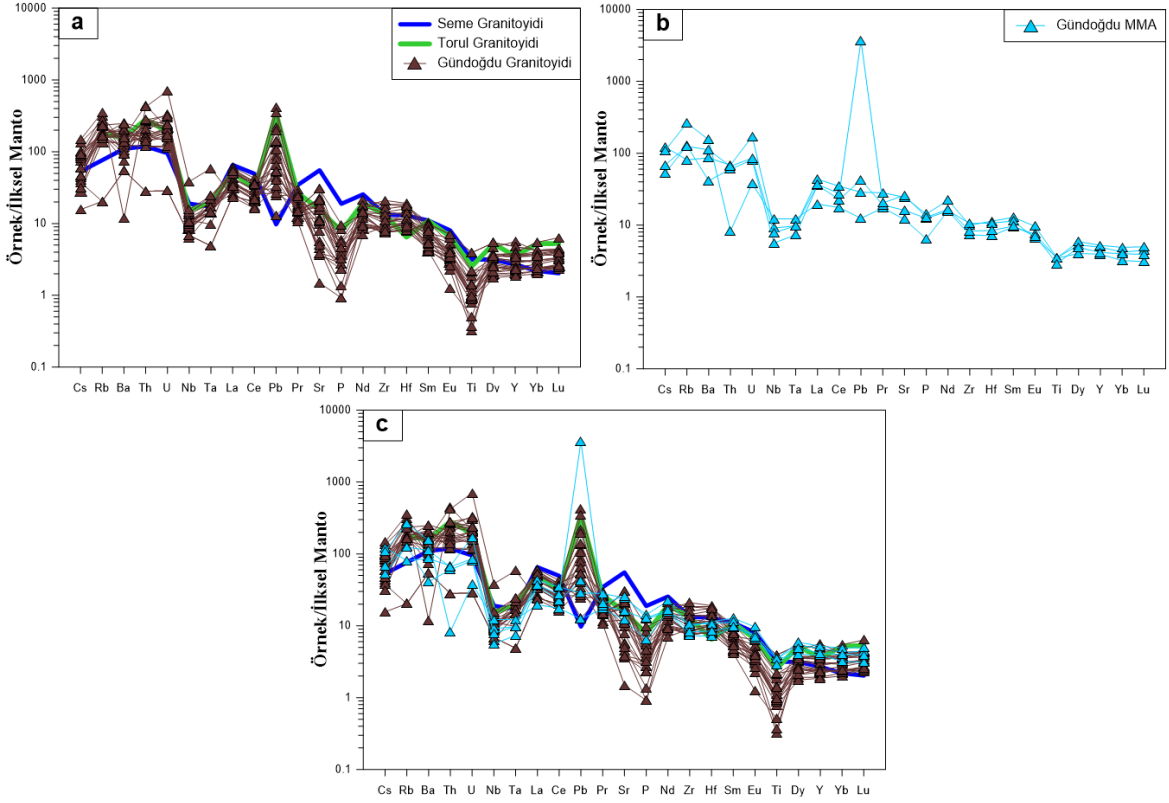 a
Seme Granitoyidi
Torul Granitoyidi
Gündoğdu Granitoyidi
Örnek/İlksel Manto
10000
1000
100
10
1
0.1
Cs Rb Ba Th U Nb Ta La Ce Pb Pr Sr P Nd Zr Hf Sm Eu Ti Dy Y Yb Lu
b
Gündoğdu MMA
Örnek/İlksel Manto
10000
1000
100
10
1
0.1
Cs Rb Ba Th U Nb Ta La Ce Pb Pr Sr P Nd Zr Hf Sm Eu Ti Dy Y Yb Lu
c
Örnek/İlksel Manto
10000
1000
100
10
1
0.1
Cs Rb Ba Th U Nb Ta La Ce Pb Pr Sr P Nd Zr Hf Sm Eu Ti Dy Y Yb Lu